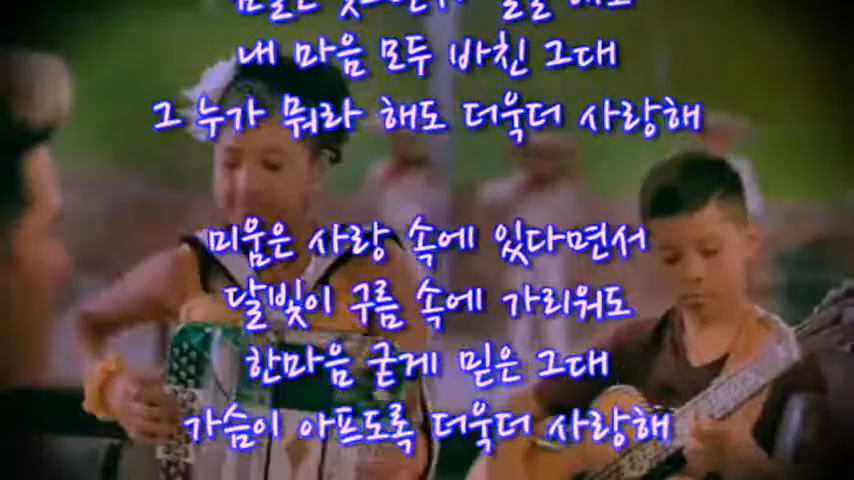 내 마음 모두 바친 그대
그 누가 뭐라 해도 더욱더 사랑해
미움은 사랑 속에 있다면서
달빛이 구름 속에 가리워도
한마음 굳게 믿은 그대
가슴이 아프도록 더욱더 사랑해